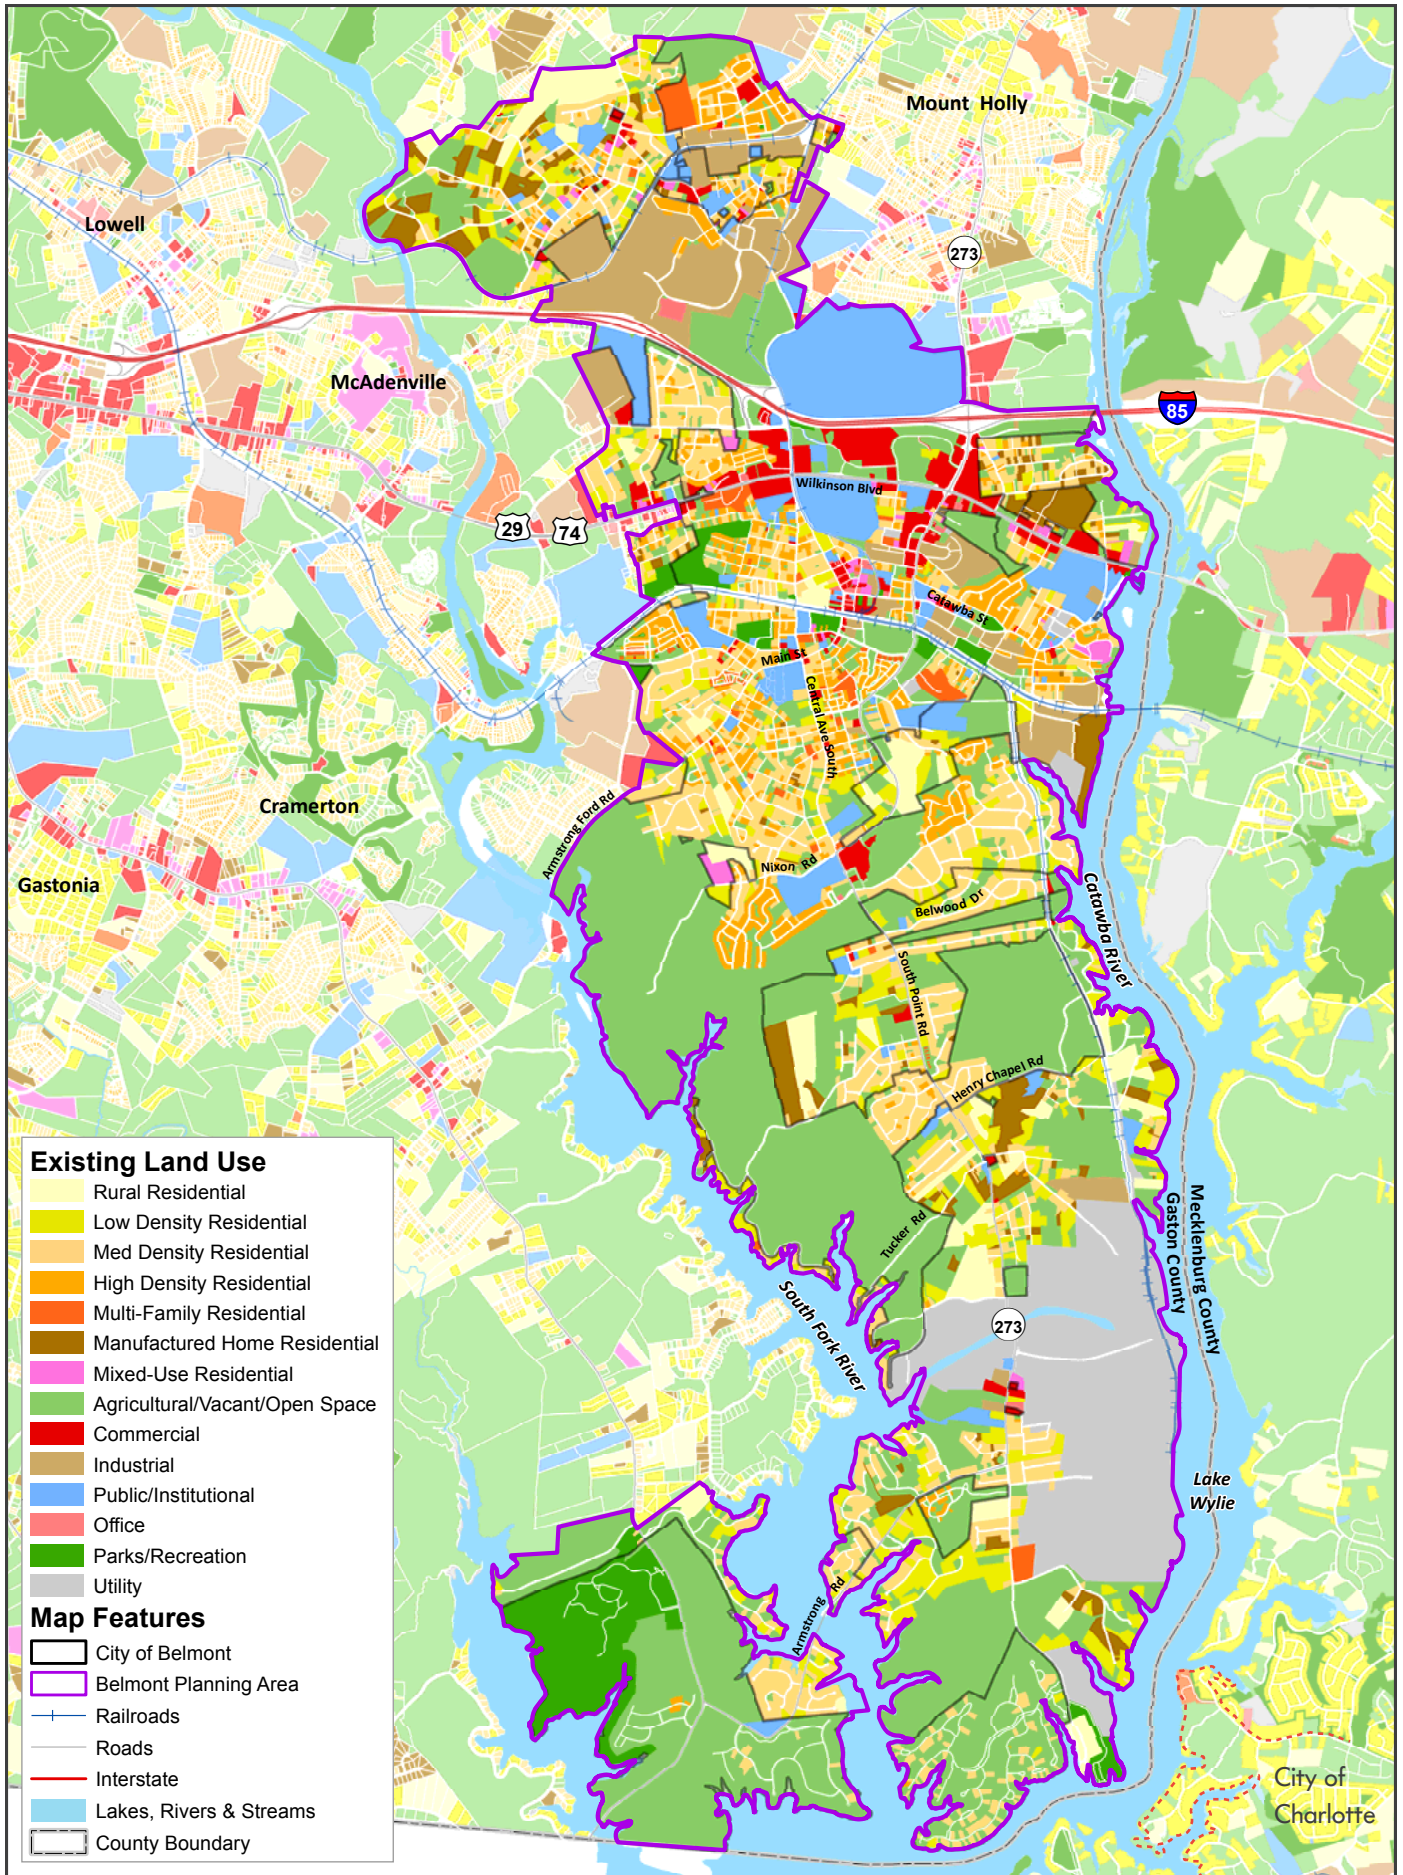 Mount Holly
Lowell
273
McAdenville
85
Wilkinson Blvd
29
74
Catawba St
Main St
Central Ave South
Cramerton
Armstrong Ford Rd
Gastonia
Nixon Rd
Belwood Dr
Catawba River
South Point Rd
Henry Chapel Rd
Tucker Rd
Mecklenburg County
Gaston County
South Fork River
273
Lake
Wylie
Armstrong Rd
City of
Charlotte
Existing Land Use
Rural Residential
Low Density Residential
Med Density Residential
High Density Residential
Multi-Family Residential
Manufactured Home Residential
Mixed-Use Residential
Agricultural/Vacant/Open Space
Commercial
Industrial
Public/Institutional
Office
Parks/Recreation
Utility
Map Features
City of Belmont
Belmont Planning Area
Railroads
Roads
Interstate
Lakes, Rivers & Streams
County Boundary